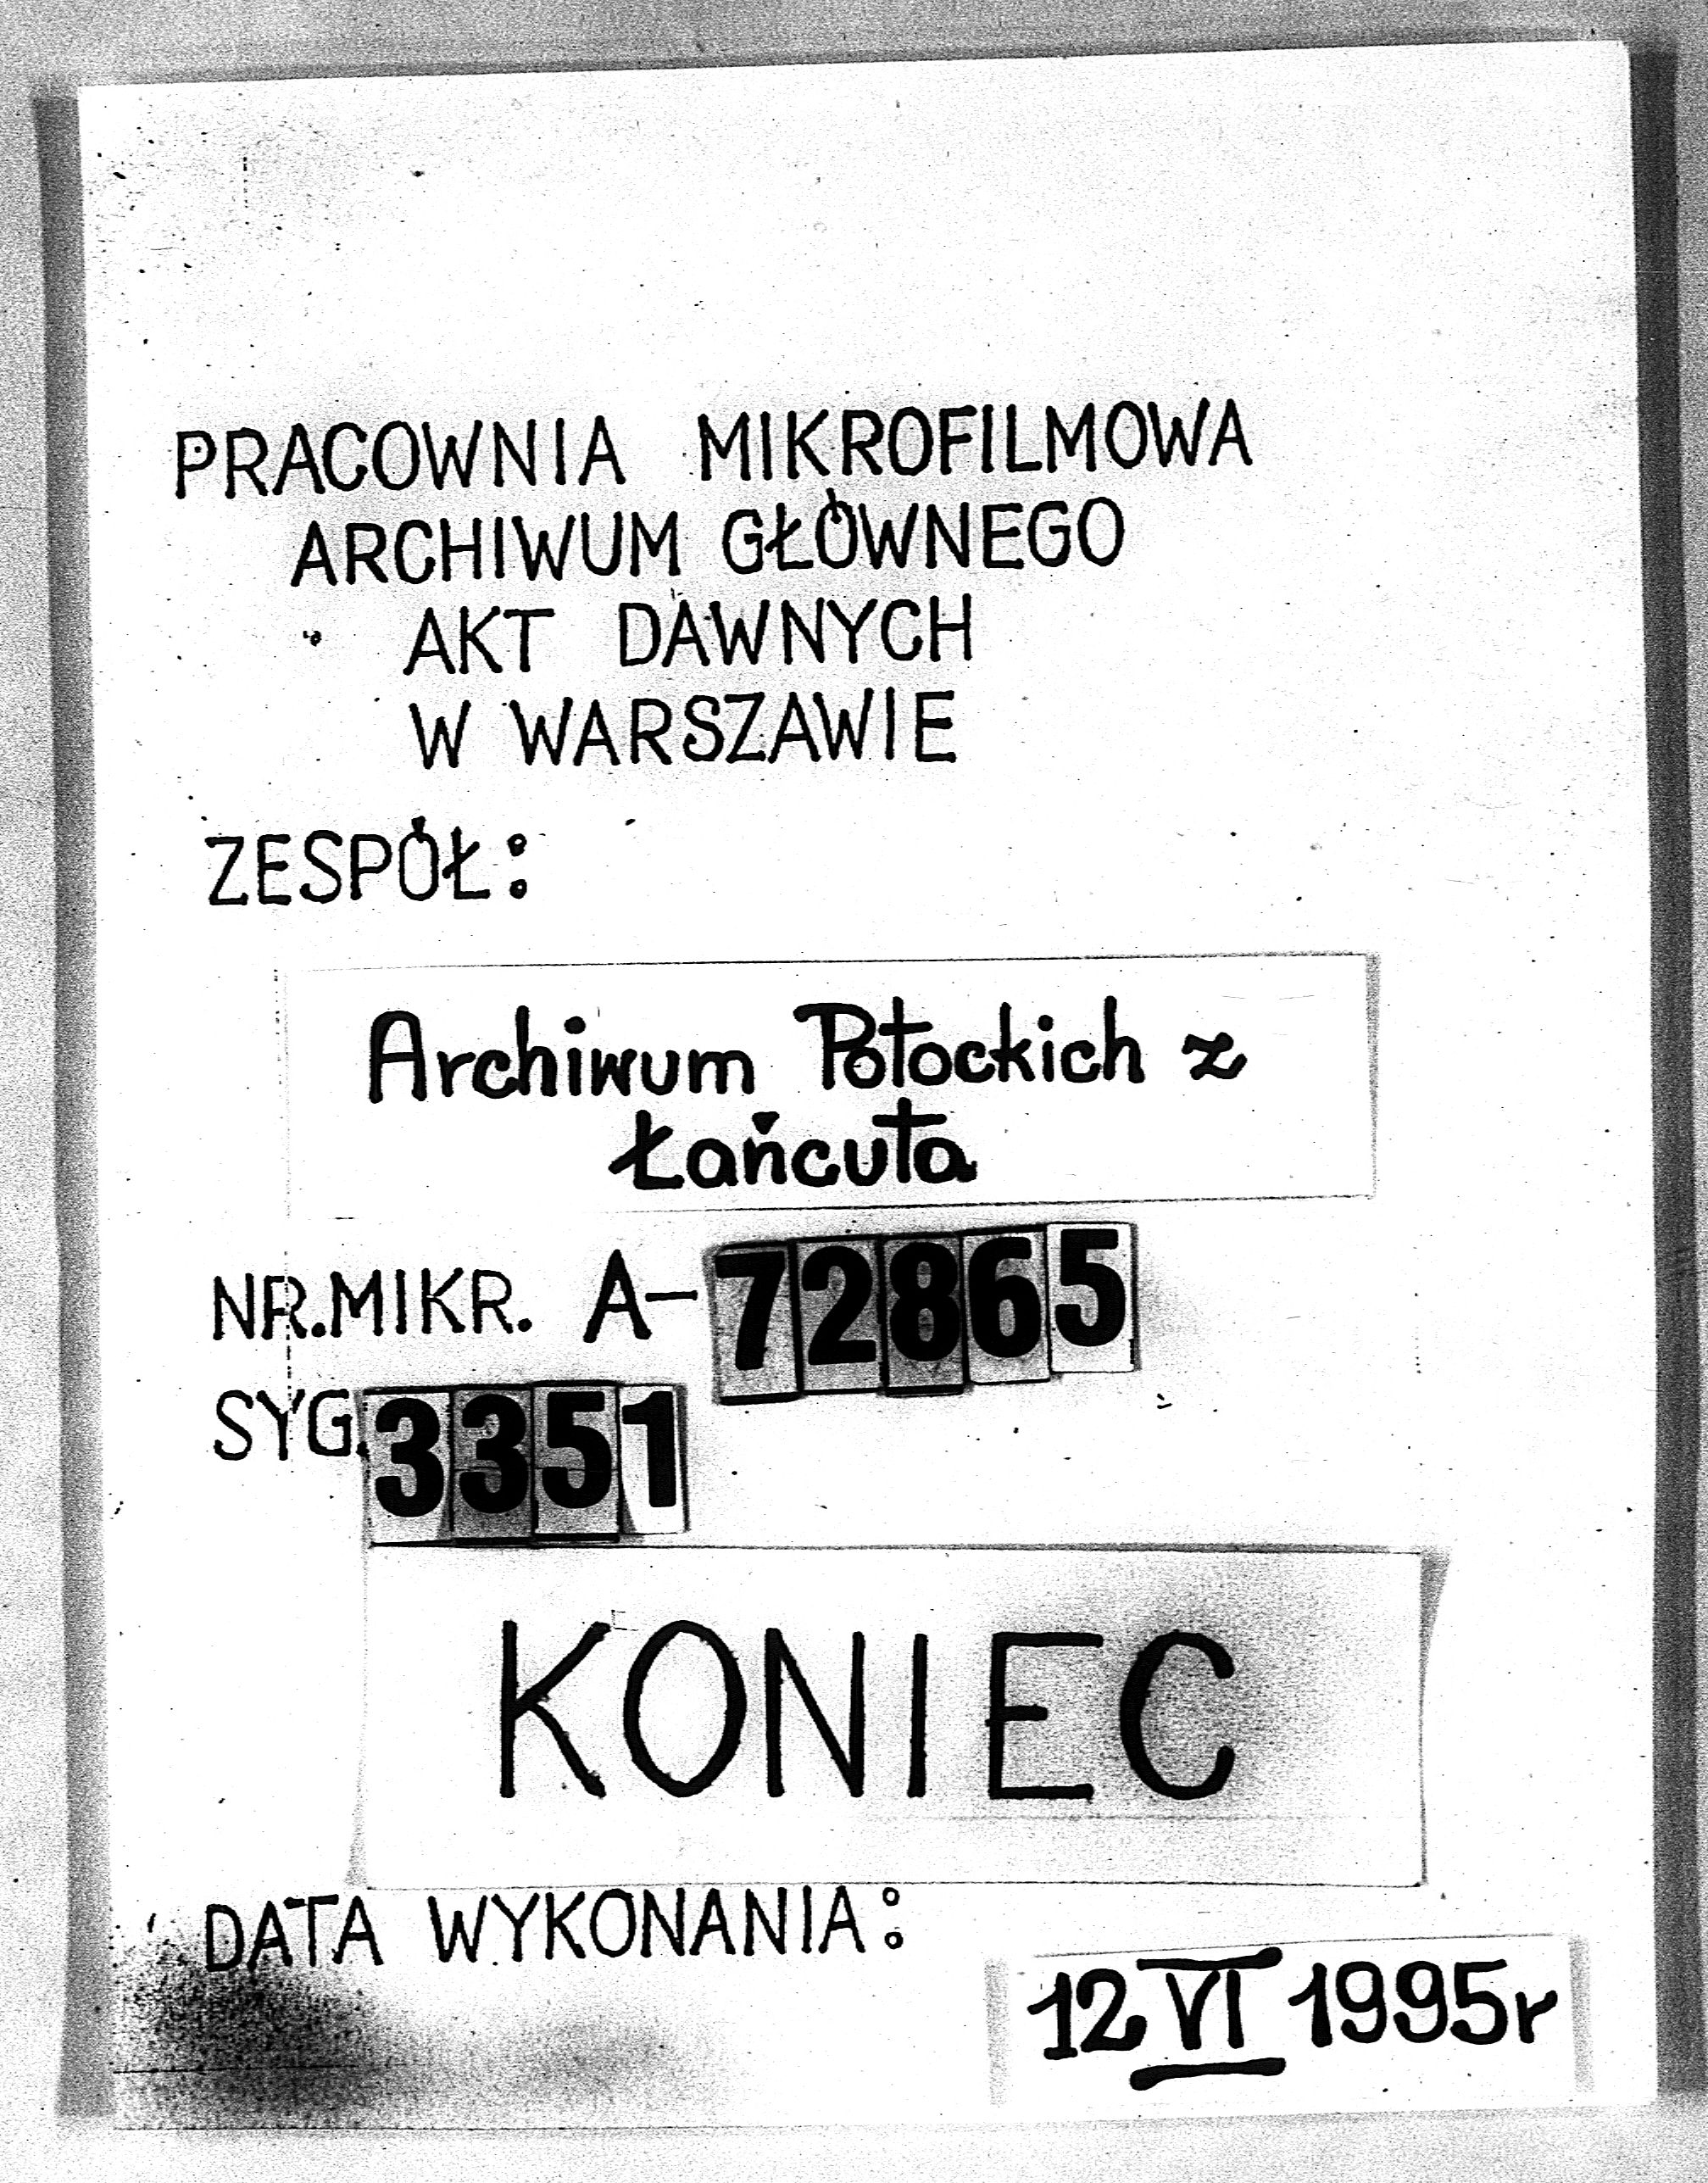 PRACOWNIA MIKROFILMOWA
ARCHIWUM GŁÓWNEGO
AKT DAWNYCH
W WARSZAWIE
ZESPÓŁ:
Archiwum Potockich z
Łańcuta
NR.MIKR. A-72865
SYG.3351
KONIEC
DATA WYKONANIA:
12 VI 1995r